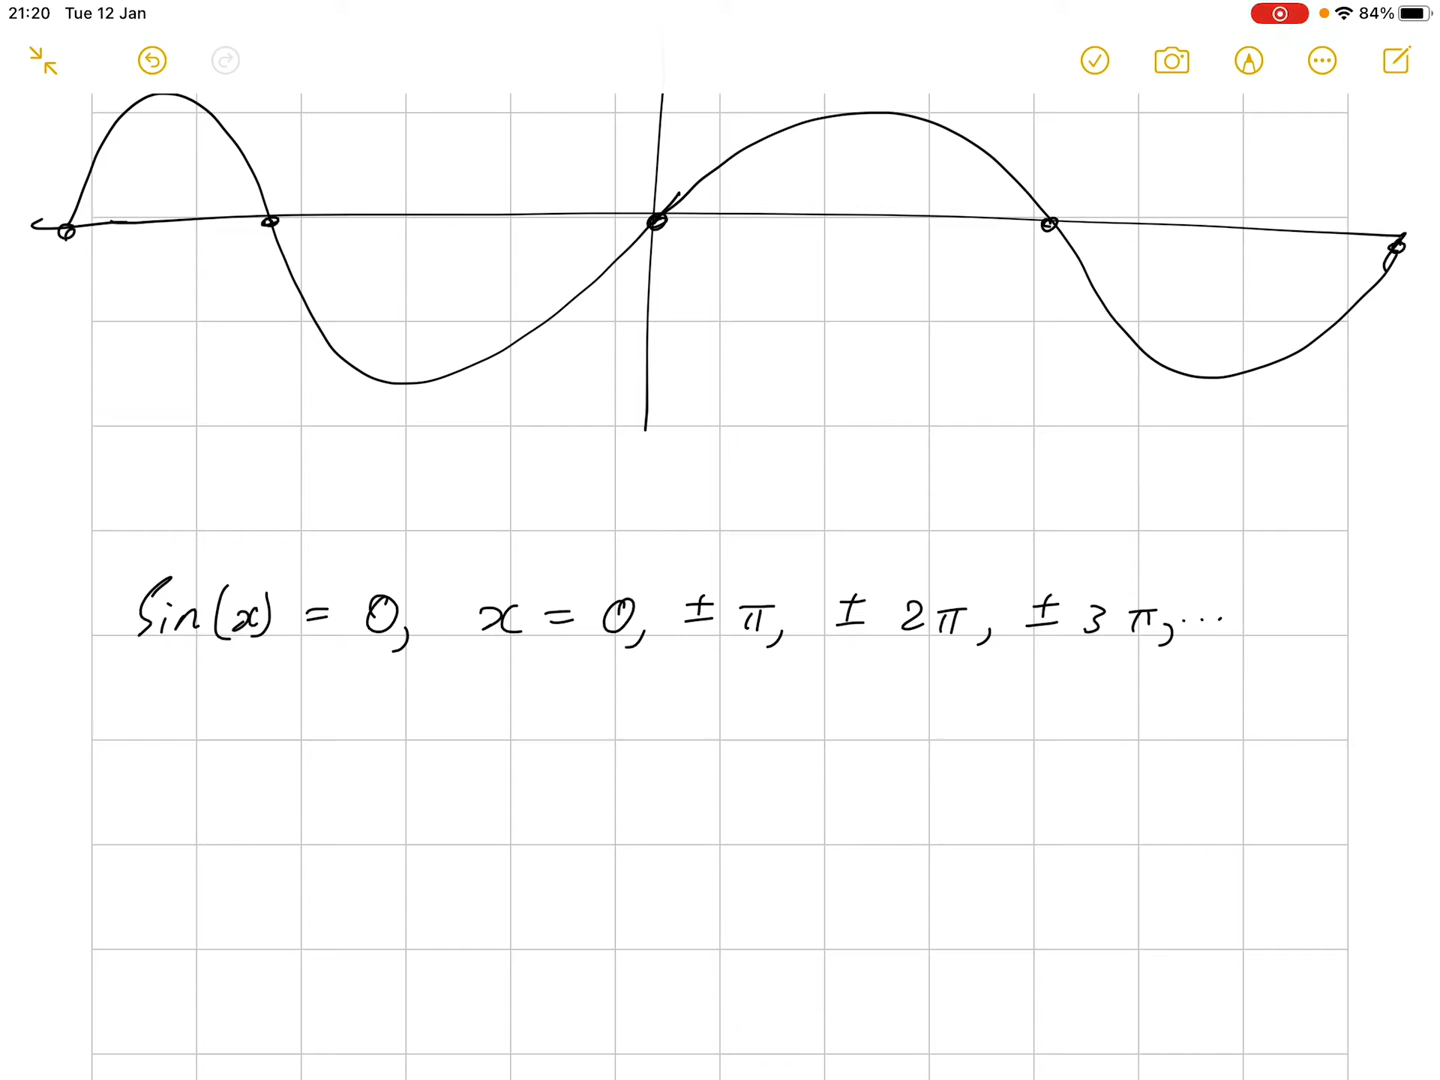 21:20 Tue 12 Jan 84%
Sin(x) = 0, x = 0, ± π, ± 2π, ± 3π,...